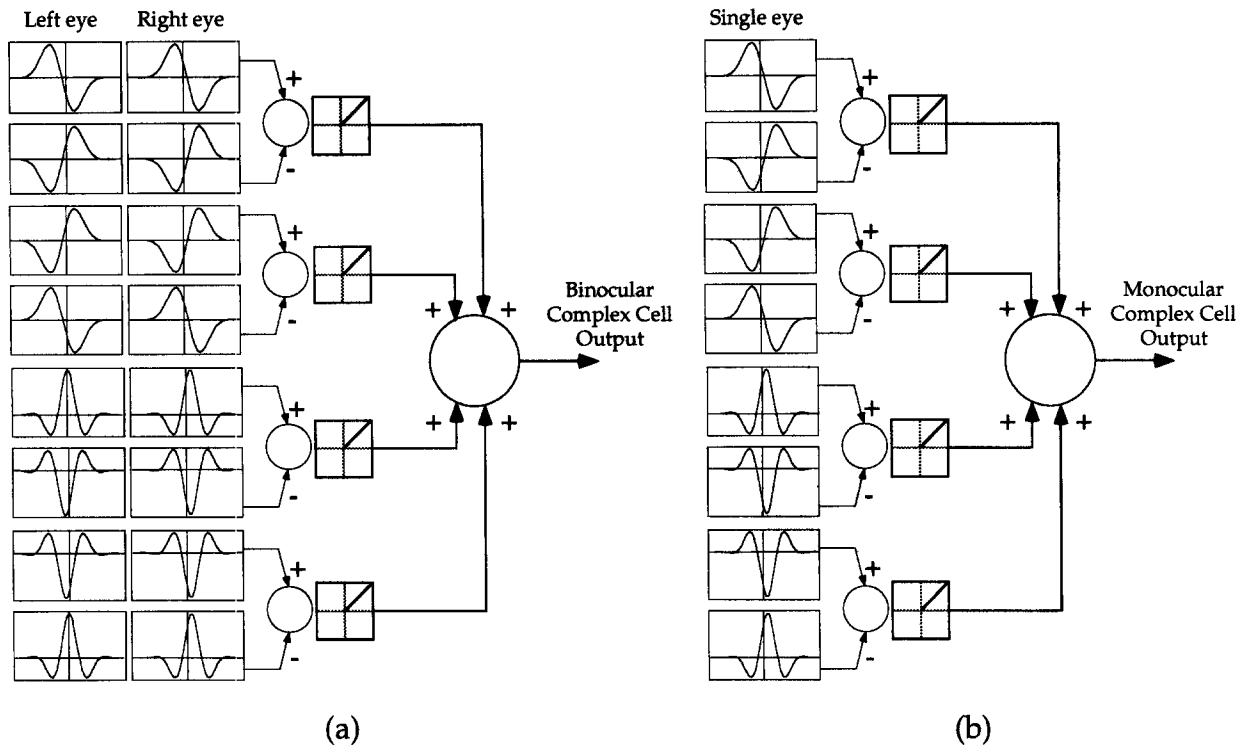 Left eye Right eye
Single eye
+
-
+
-
+
-
+
-
+ +
+ +
Binocular
Complex Cell
Output
+
-
+
-
+
-
+
-
+ +
+ +
Monocular
Complex Cell
Output
(a)
(b)